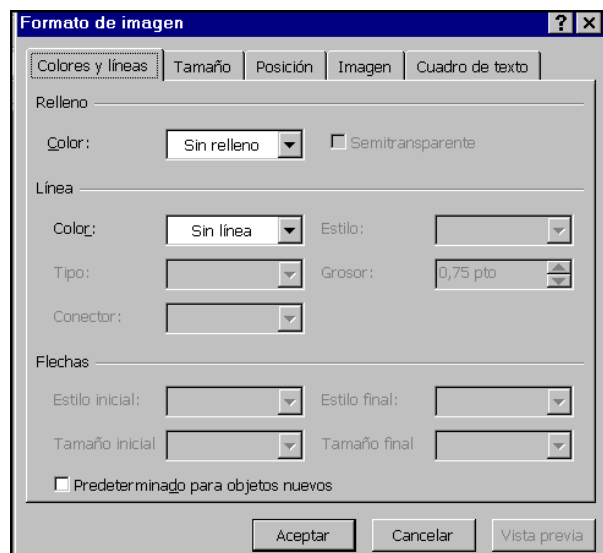 Formato de imagen
Colores y líneas Tamaño Posición Imagen Cuadro de texto
Relleno
Color: Sin relleno Semitransparente
Línea
Color: Sin línea Estilo:
Tipo: Grosor: 0,75 pto
Conector:
Flechas
Estilo inicial: Estilo final:
Tamaño inicial Tamaño final
Predeterminado para objetos nuevos
Aceptar Cancelar Vista previa